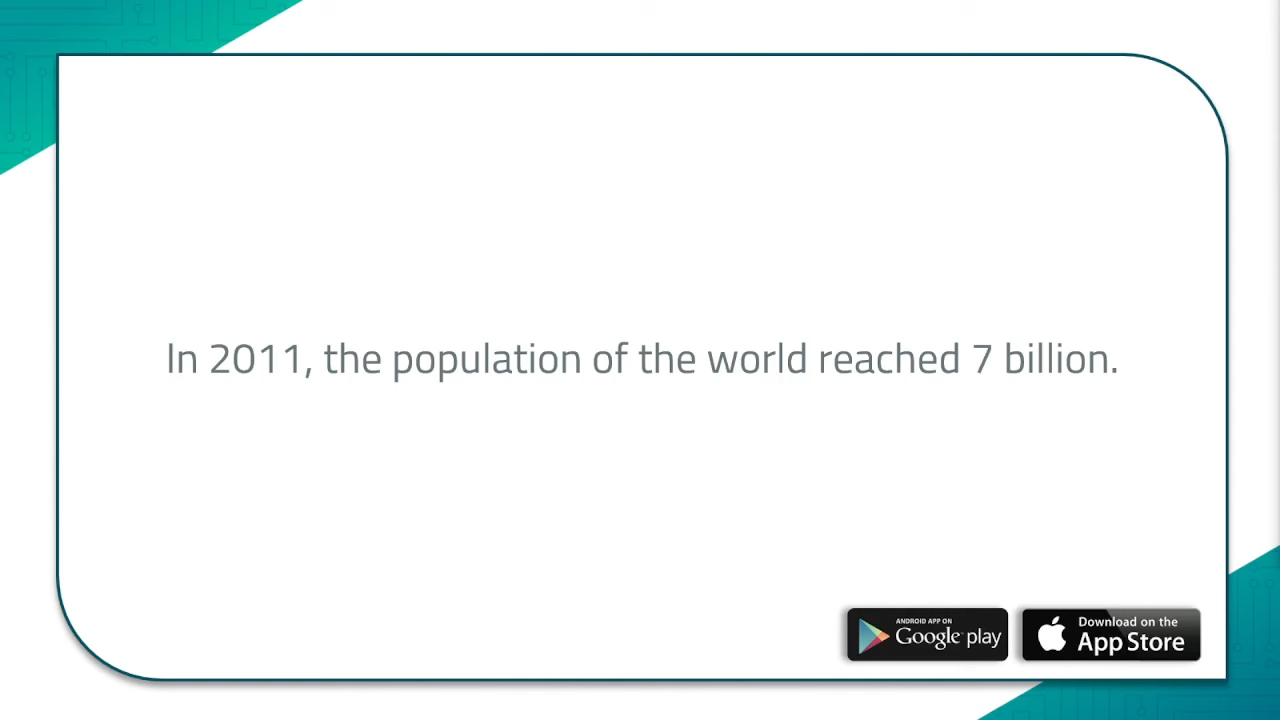 In 2011, the population of the world reached 7 billion.
ANDROID APP ON
Google play
Download on the
App Store